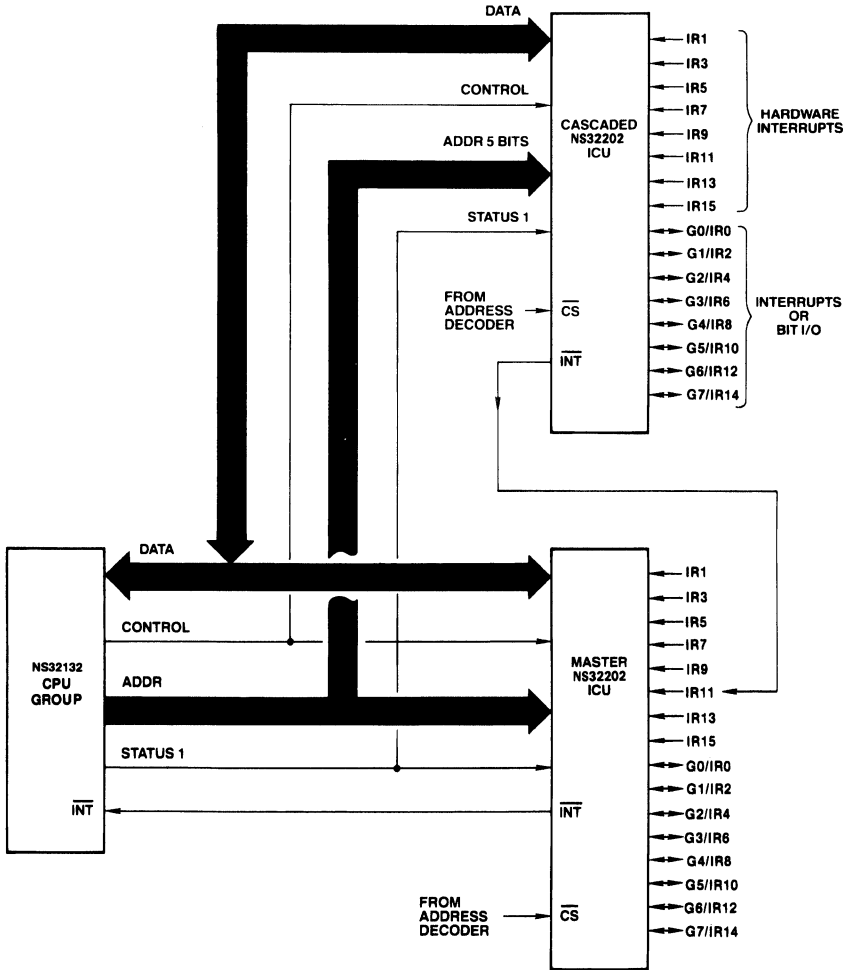 DATA
CONTROL
ADDR 5 BITS
STATUS 1
FROM
ADDRESS
DECODER
CS
INT
CASCADED
NS32202
ICU
IR1
IR3
IR5
IR7
IR9
IR11
IR13
IR15
G0/IR0
G1/IR2
G2/IR4
G3/IR6
G4/IR8
G5/IR10
G6/IR12
G7/IR14
HARDWARE
INTERRUPTS
INTERRUPTS
OR
BIT I/O
NS32132
CPU
GROUP
INT
DATA
CONTROL
ADDR
STATUS 1
MASTER
NS32202
ICU
INT
FROM
ADDRESS
DECODER
CS
IR1
IR3
IR5
IR7
IR9
IR11
IR13
IR15
G0/IR0
G1/IR2
G2/IR4
G3/IR6
G4/IR8
G5/IR10
G6/IR12
G7/IR14